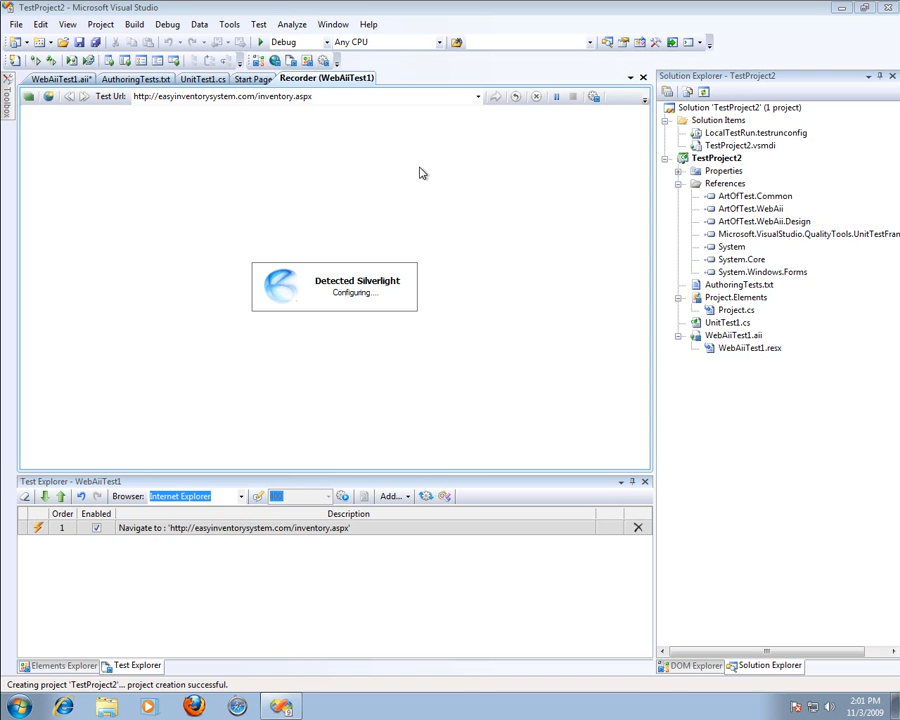 TestProject2 - Microsoft Visual Studio
File Edit View Project Build Debug Data Tools Test Analyze Window Help
Debug Any CPU
WebAiiTest1.aii* AuthoringTests.txt UnitTest1.cs Start Page Recorder (WebAiiTest1)
Test Url: http://easyinventorysystem.com/inventory.aspx
Toolbox
Detected Silverlight
Configuring....
Solution Explorer - TestProject2
Solution 'TestProject2' (1 project)
Solution Items
LocalTestRun.testrunconfig
TestProject2.vsmdi
TestProject2
Properties
References
ArtOfTest.Common
ArtOfTest.WebAii
ArtOfTest.WebAii.Design
Microsoft.VisualStudio.QualityTools.UnitTestFran
System
System.Core
System.Windows.Forms
AuthoringTests.txt
Project.Elements
Project.cs
UnitTest1.cs
WebAiiTest1.aii
WebAiiTest1.resx
Test Explorer - WebAiiTest1
Browser: Internet Explorer Add...
Order Enabled Description
1 Navigate to : 'http://easyinventorysystem.com/inventory.aspx'
Elements Explorer Test Explorer
DOM Explorer Solution Explorer
Creating project 'TestProject2'... project creation successful.
2:01 PM
11/3/2009